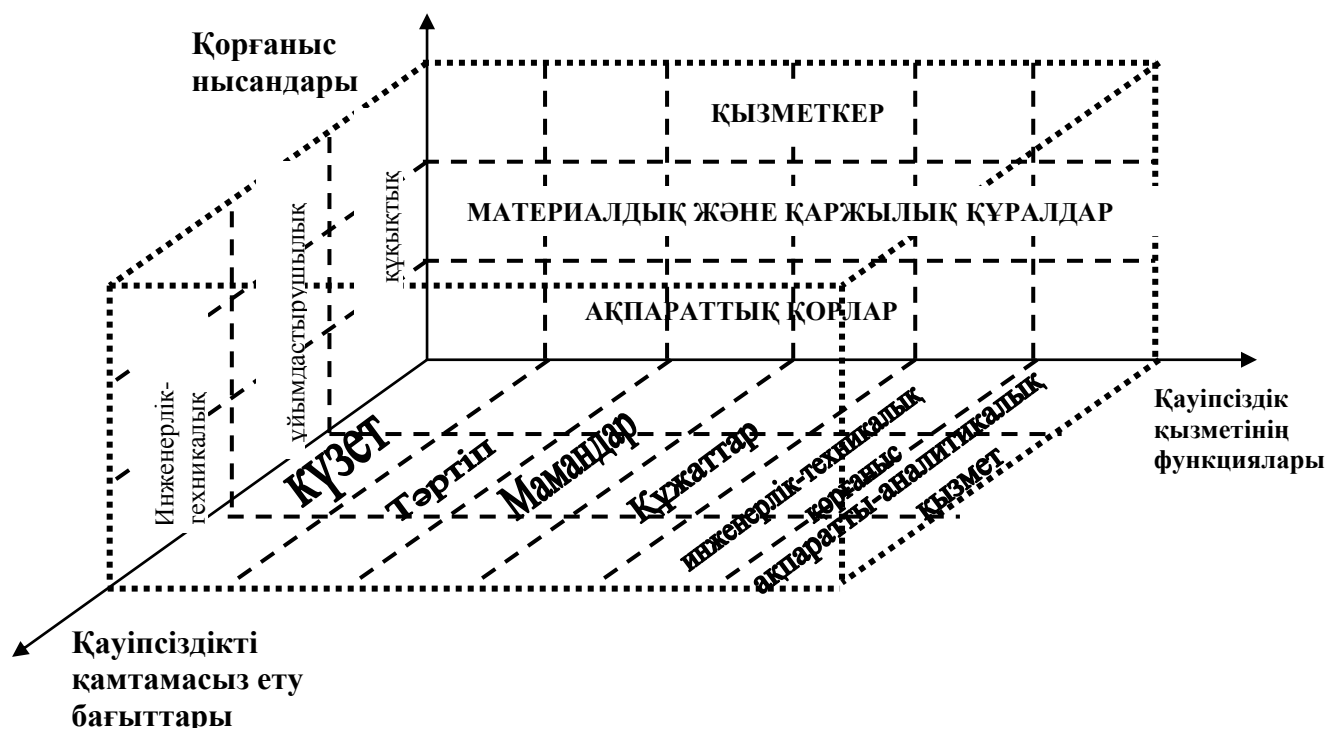 Қорғаныс
нысандары
ҚЫЗМЕТКЕР
МАТЕРИАЛДЫҚ ЖӘНЕ ҚАРЖЫЛЫҚ ҚҰРАЛДАР
АҚПАРАТТЫҚ ҚОРЛАР
құқықтық
ұйымдастырушылық
Инженерлік-
техникалық
күзет
Тәртіп
Мамандар
Құжаттар
инженерлік-техникалық
қорғаныс
ақпаратты-аналитикалық
қызмет
Қауіпсіздік
қызметінің
функциялары
Қауіпсіздікті
қамтамасыз ету
бағыттары